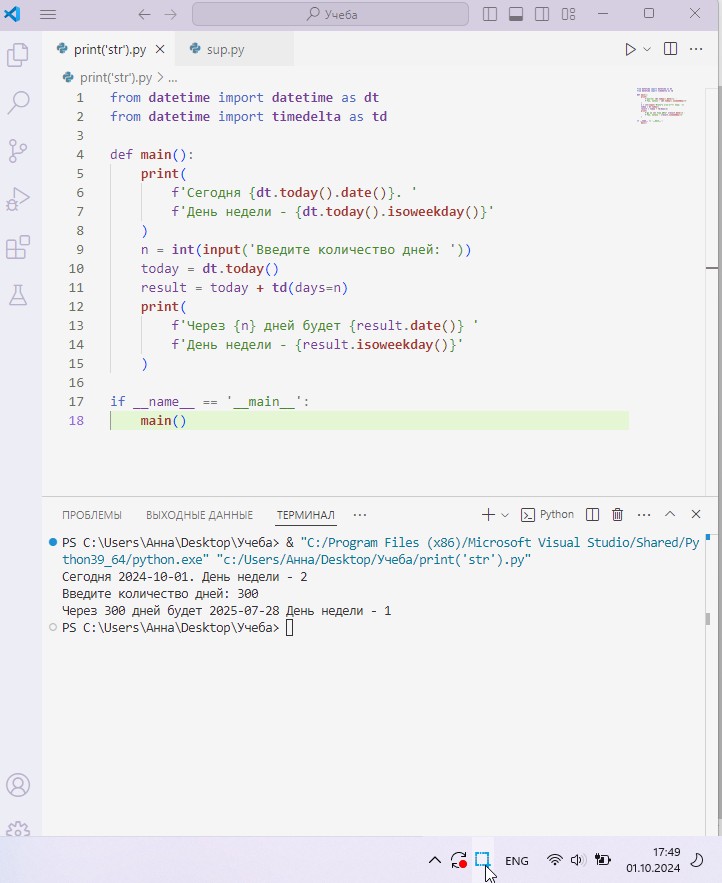 Учеба
print('str').py
sup.py
print('str').py > ...
1 from datetime import datetime as dt
2 from datetime import timedelta as td
3
4 def main():
5     print(
6         f'Сегодня {dt.today().date()}. '
7         f'День недели - {dt.today().isoweekday()}'
8     )
9     n = int(input('Введите количество дней: '))
10     today = dt.today()
11     result = today + td(days=n)
12     print(
13         f'Через {n} дней будет {result.date()} '
14         f'День недели - {result.isoweekday()}'
15     )
16
17 if __name__ == '__main__':
18     main()
ПРОБЛЕМЫ ВЫХОДНЫЕ ДАННЫЕ ТЕРМИНАЛ ... Python ...
PS C:\Users\Анна\Desktop\Учеба> & "C:/Program Files (x86)/Microsoft Visual Studio/Shared/Py
thon39_64/python.exe" "c:/Users/Анна/Desktop/Учеба/print('str').py"
Сегодня 2024-10-01. День недели - 2
Введите количество дней: 300
Через 300 дней будет 2025-07-28 День недели - 1
PS C:\Users\Анна\Desktop\Учеба>
ENG
17:49
01.10.2024